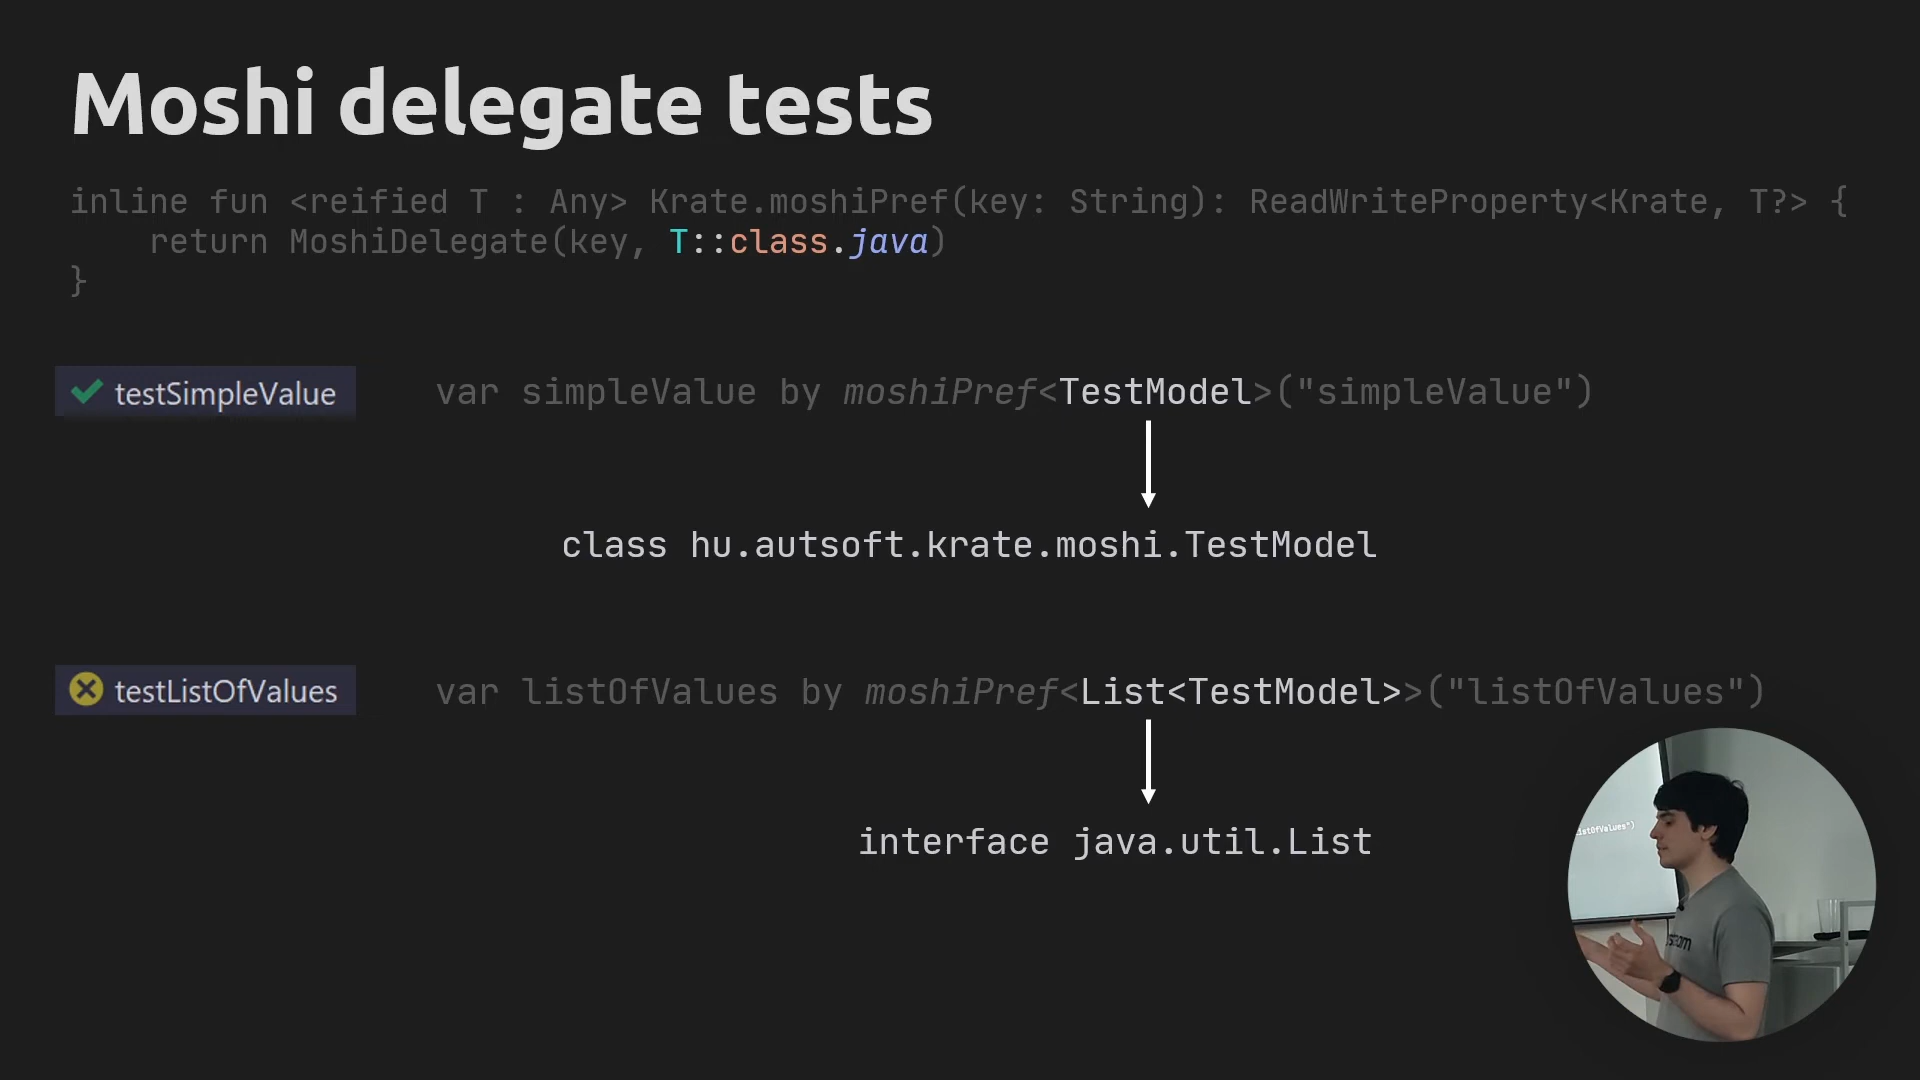 Moshi delegate tests
inline fun <reified T : Any> Krate.moshiPref(key: String): ReadWriteProperty<Krate, T?> {
    return MoshiDelegate(key, T::class.java)
}
testSimpleValue
var simpleValue by moshiPref<TestModel>("simpleValue")
class hu.autsoft.krate.moshi.TestModel
testListOfValues
var listOfValues by moshiPref<List<TestModel>>("listOfValues")
interface java.util.List